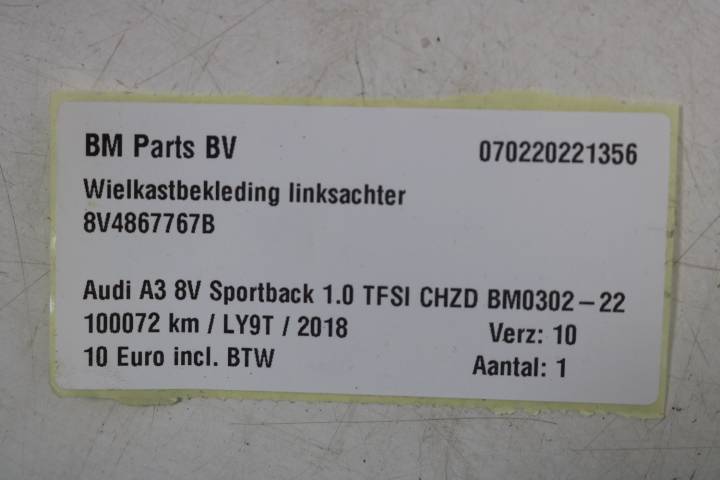 BM Parts BV 070220221356
Wielkastbekleding linksachter
8V4867767B
Audi A3 8V Sportback 1.0 TFSI CHZD BM0302-22
100072 km / LY9T / 2018 Verz: 10
10 Euro incl. BTW Aantal: 1